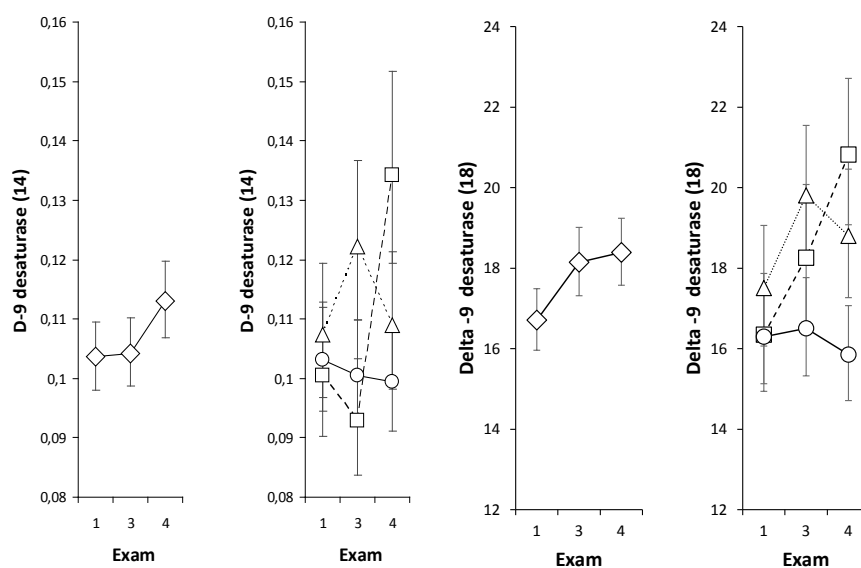 D-9 desaturase (14)
0,16
0,15
0,14
0,13
0,12
0,11
0,1
0,09
0,08
1 3 4
Exam
D-9 desaturase (14)
0,16
0,15
0,14
0,13
0,12
0,11
0,1
0,09
0,08
1 3 4
Exam
Delta -9 desaturase (18)
24
22
20
18
16
14
12
1 3 4
Exam
Delta -9 desaturase (18)
24
22
20
18
16
14
12
1 3 4
Exam